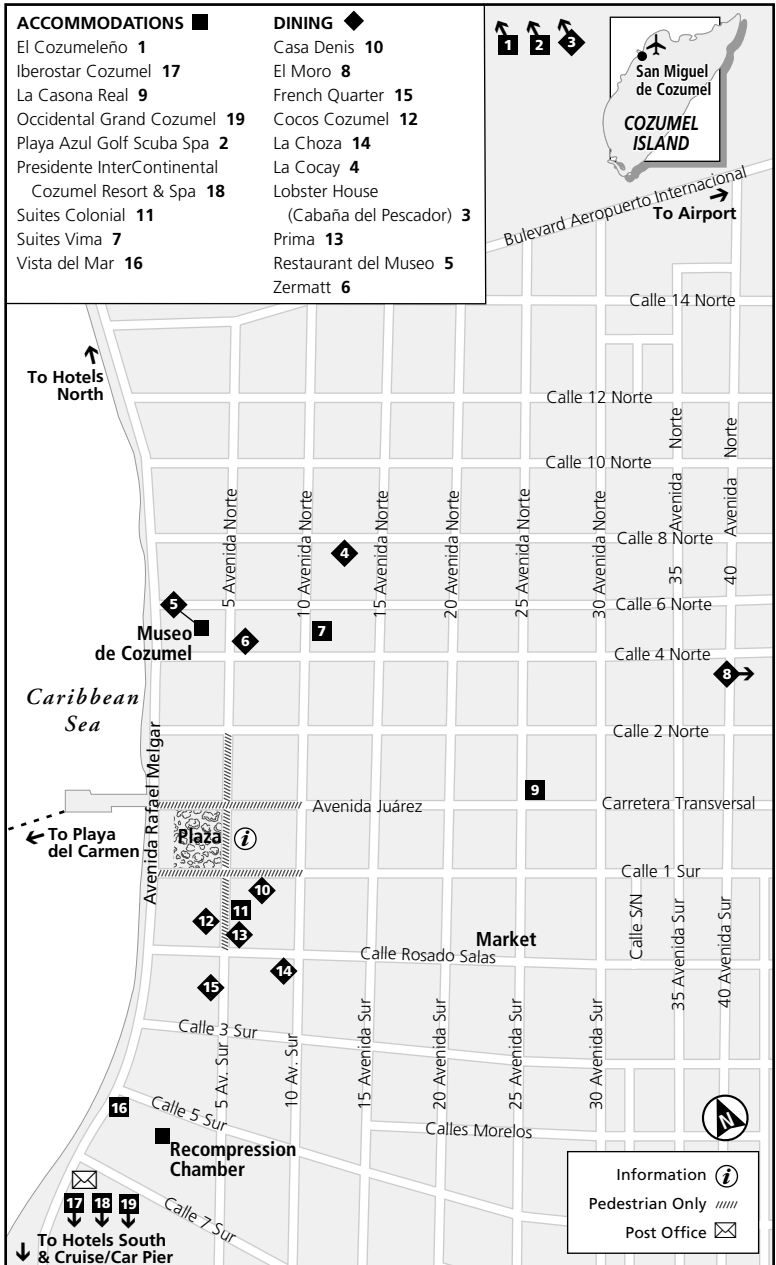 ACCOMMODATIONS
El Cozumeleño 1
Iberostar Cozumel 17
La Casona Real 9
Occidental Grand Cozumel 19
Playa Azul Golf Scuba Spa 2
Presidente InterContinental
Cozumel Resort & Spa 18
Suites Colonial 11
Suites Vima 7
Vista del Mar 16
DINING
Casa Denis 10
El Moro 8
French Quarter 15
Cocos Cozumel 12
La Choza 14
La Cocay 4
Lobster House
(Cabaña del Pescador) 3
Prima 13
Restaurant del Museo 5
Zermatt 6
1 2 3
San Miguel
de Cozumel
COZUMEL
ISLAND
Bulevard Aeropuerto Internacional
To Airport
Calle 14 Norte
To Hotels
North
Calle 12 Norte
Calle 10 Norte
5 Avenida Norte
10 Avenida Norte
15 Avenida Norte
20 Avenida Norte
25 Avenida Norte
30 Avenida Norte
35 Avenida Norte
40 Avenida Norte
Calle 8 Norte
4
Calle 6 Norte
5
Museo
de Cozumel
6
7
Calle 4 Norte
8
Caribbean
Sea
Calle 2 Norte
Avenida Rafael Melgar
9
Avenida Juárez
Carretera Transversal
To Playa
del Carmen
Plaza
i
Calle 1 Sur
10
11
12
13
Market
Calle S/N
35 Avenida Sur
40 Avenida Sur
Calle Rosado Salas
14
15
Calle 3 Sur
5 Av. Sur
10 Av. Sur
15 Avenida Sur
20 Avenida Sur
25 Avenida Sur
30 Avenida Sur
16
Calle 5 Sur
Calles Morelos
N
Recompression
Chamber
17 18 19
Calle 7 Sur
To Hotels South
& Cruise/Car Pier
Information i
Pedestrian Only
Post Office